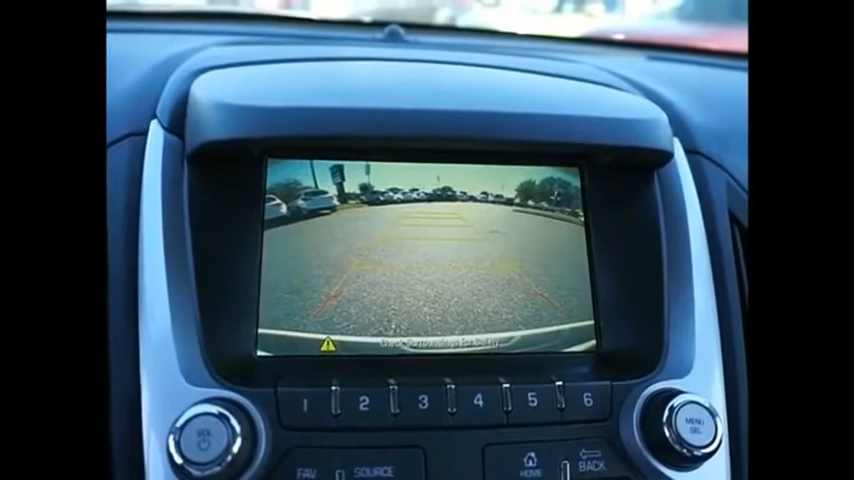 Check Surroundings for Safety
1 2 3 4 5 6
VOL
MENU
SEL
FAV
SOURCE
HOME
BACK